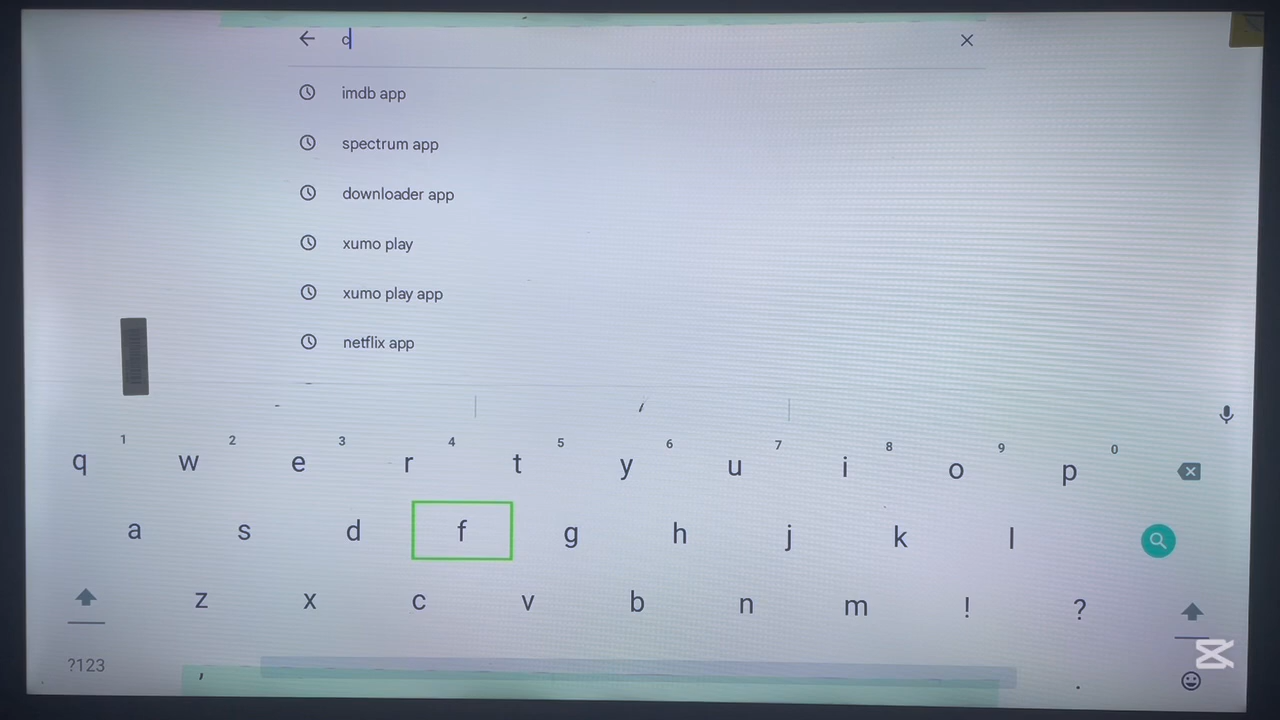 c
imdb app
spectrum app
downloader app
xumo play
xumo play app
netflix app
1 2 3 4 5 6 7 8 9 0
q w e r t y u i o p
a s d f g h j k l
z x c v b n m ! ?
?123 , .